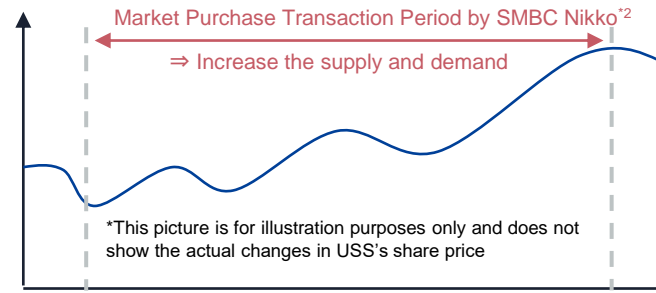 Market Purchase Transaction Period by SMBC Nikko*2
⇒ Increase the supply and demand
*This picture is for illustration purposes only and does not
show the actual changes in USS's share price